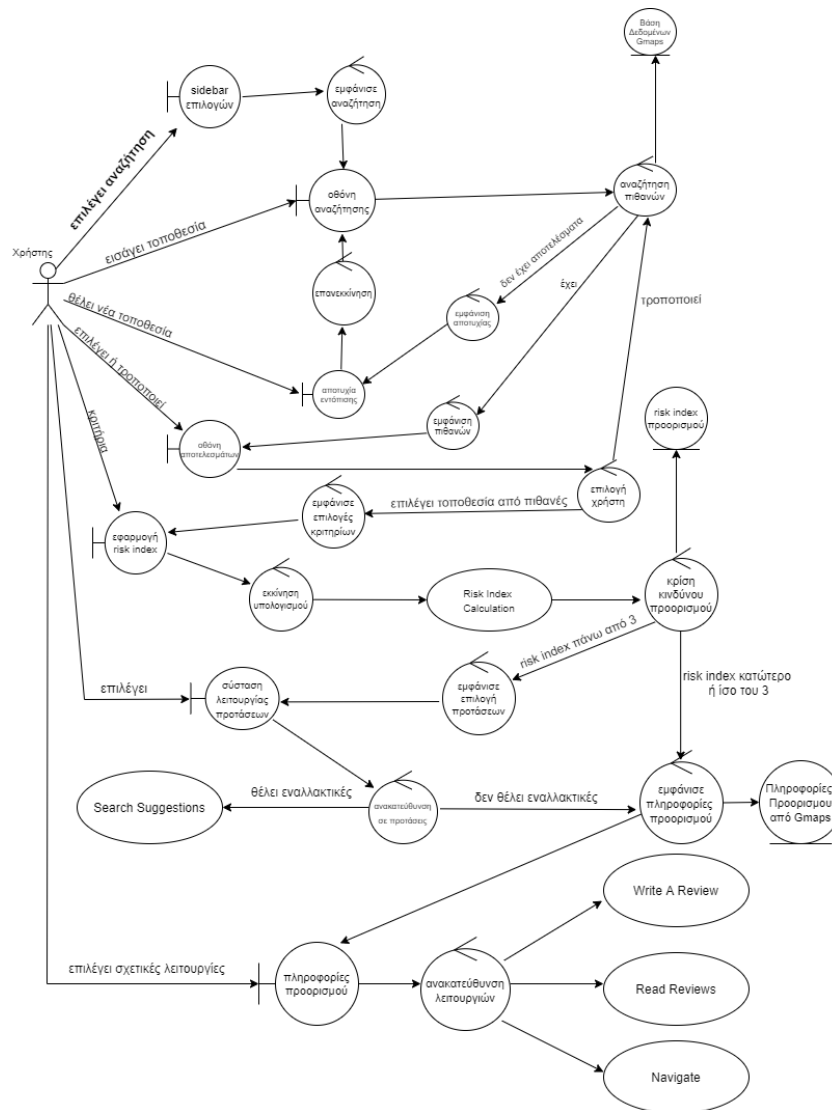 Βάση
Δεδομένων
Gmaps
sidebar
επιλογών
εμφάνισε
αναζήτηση
επιλέγει αναζήτηση
οθόνη
αναζήτησης
αναζήτηση
πιθανών
εισάγει τοποθεσία
Χρήστης
δεν έχει αποτελέσματα
έχει
τροποποιεί
επανεκκίνηση
θέλει νέα τοποθεσία
εμφάνιση
αποτυχίας
επιλέγει ή τροποποιεί
αποτυχία
εντόπισης
κριτήρια
εμφάνιση
πιθανών
risk index
προορισμού
οθόνη
αποτελεσμάτων
επιλογή
χρήστη
επιλέγει τοποθεσία από πιθανές
εμφάνισε
επιλογές
κριτηρίων
εφαρμογή
risk index
εκκίνηση
υπολογισμού
Risk Index
Calculation
κρίση
κινδύνου
προορισμού
risk index πάνω από 3
risk index κατώτερο
ή ίσο του 3
επιλέγει
σύσταση
λειτουργίας
προτάσεων
εμφάνισε
επιλογή
προτάσεων
Search Suggestions
θέλει εναλλακτικές
ανακατεύθυνση
σε προτάσεις
δεν θέλει εναλλακτικές
εμφάνισε
πληροφορίες
προορισμού
Πληροφορίες
Προορισμου
από Gmaps
Write A Review
επιλέγει σχετικές λειτουργίες
πληροφορίες
προορισμού
ανακατεύθυνση
λειτουργιών
Read Reviews
Navigate